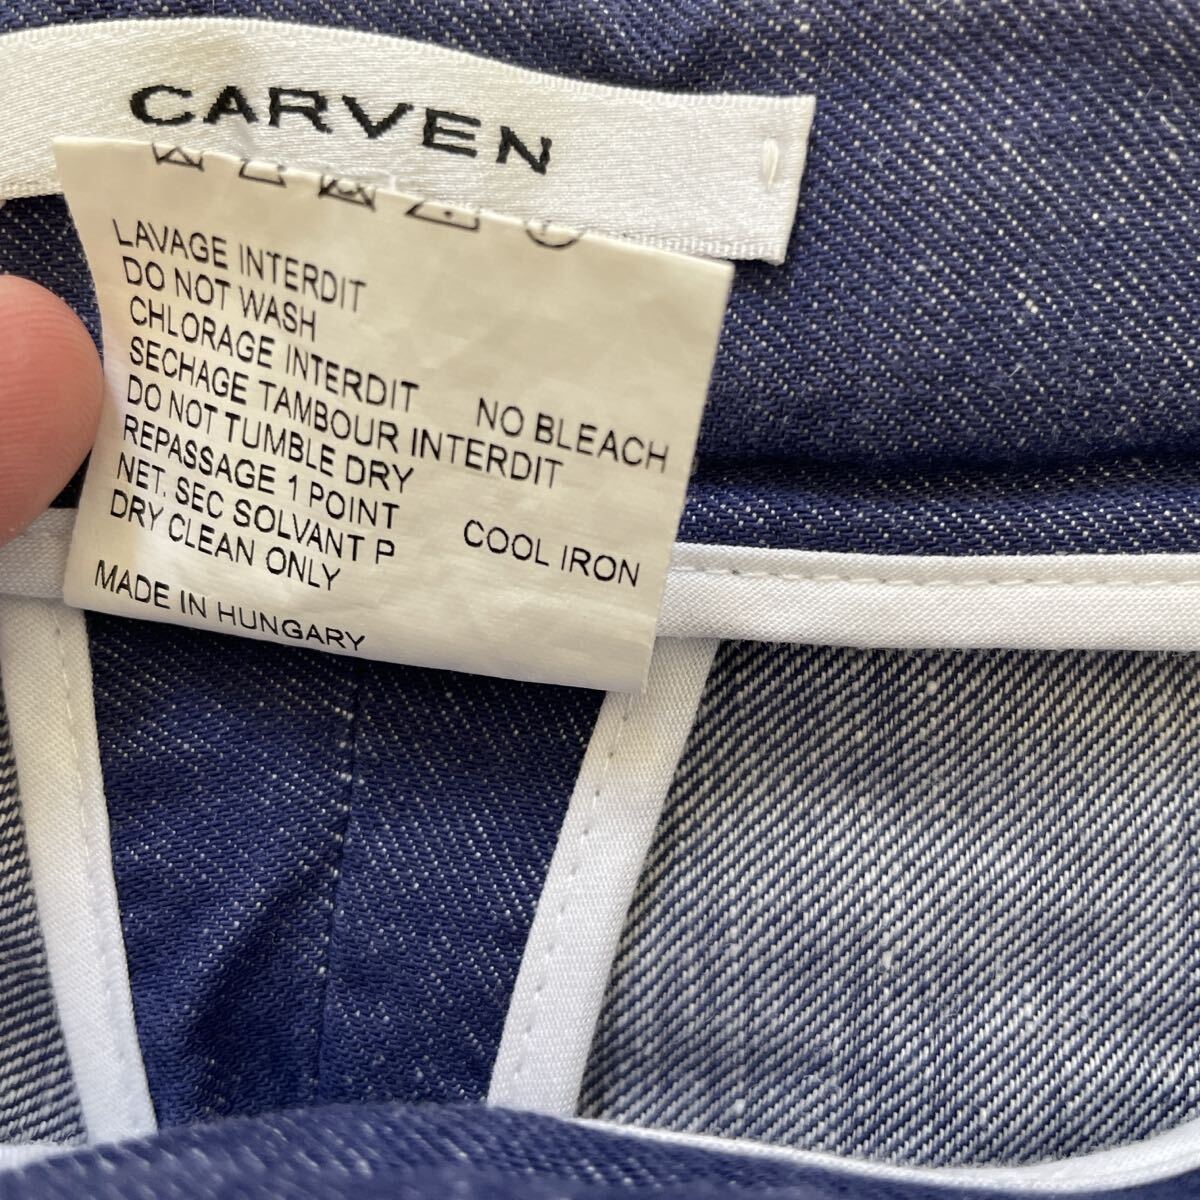 CARVEN
LAVAGE INTERDIT
DO NOT WASH
CHLORAGE INTERDIT NO BLEACH
SECHAGE TAMBOUR INTERDIT
DO NOT TUMBLE DRY
REPASSAGE 1 POINT COOL IRON
NET. SEC SOLVANT P
DRY CLEAN ONLY
MADE IN HUNGARY